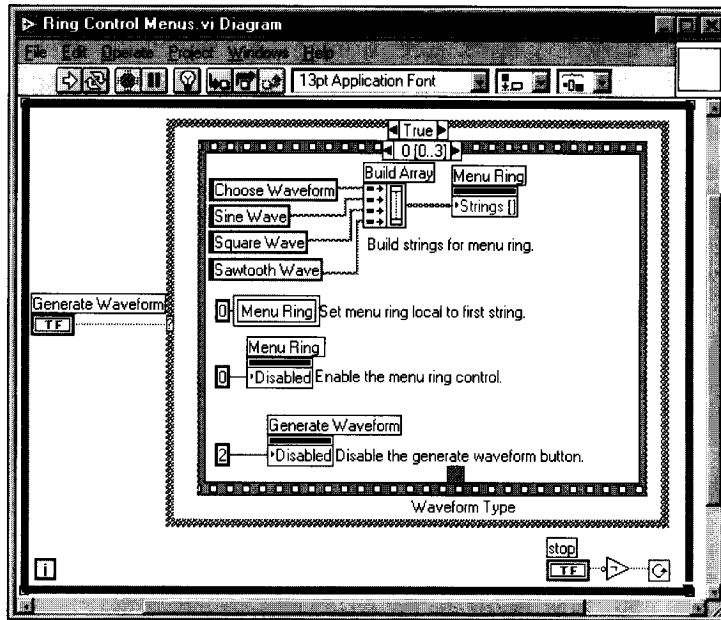 Ring Control Menus.vi Diagram
File Edit Operate Project Windows Help
13pt Application Font
True
0 [0..3]
Build Array
Menu Ring
Choose Waveform
Strings []
Sine Wave
Square Wave
Build strings for menu ring.
Sawtooth Wave
Generate Waveform
TF
0 Menu Ring Set menu ring local to first string.
Menu Ring
0 Disabled Enable the menu ring control.
Generate Waveform
2 Disabled Disable the generate waveform button.
Waveform Type
stop
TF
i